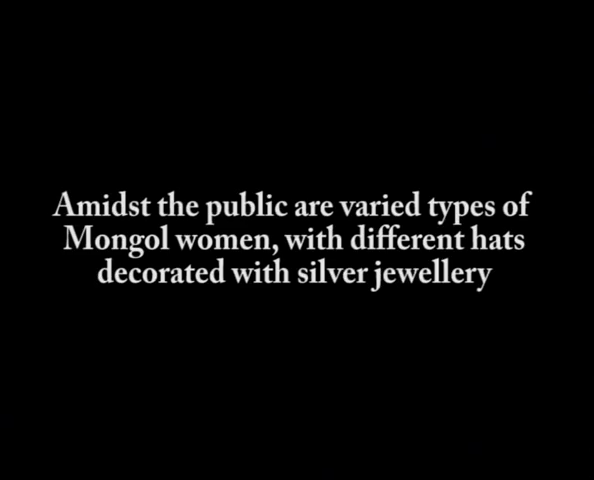 Amidst the public are varied types of
Mongol women, with different hats
decorated with silver jewellery